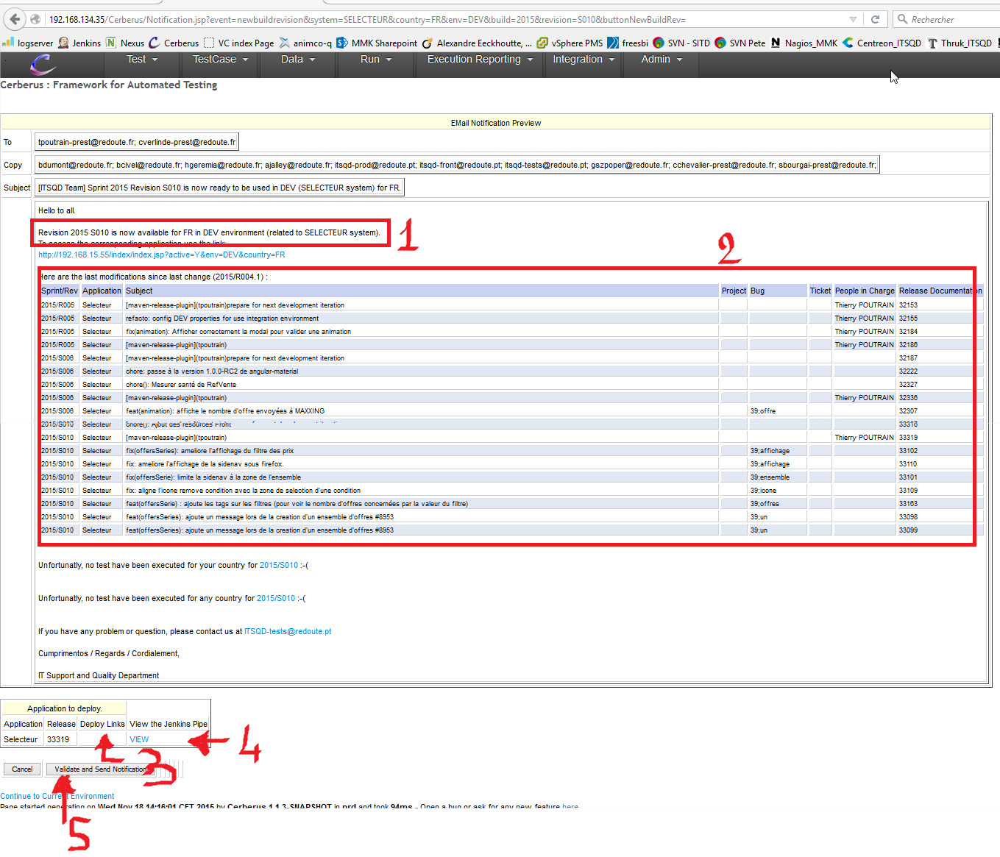 192.168.134.35/Cerberus/Notification.jsp?event=newbuildrevision&system=SELECTEUR&country=FR&env=DEV&build=2015&revision=S010&buttonNewBuildRev=
Rechercher
logserver Jenkins Nexus Cerberus VC index Page animco-q MMK Sharepoint Alexandre Eeckhoutte, ... vSphere PMS freesbi SVN - SITD SVN Pete Nagios_MMK Centreon_ITSQD Thruk_ITSQD
Test TestCase Data Run Execution Reporting Integration Admin
Cerberus : Framework for Automated Testing
EMail Notification Preview
To tpoutrain-prest@redoute.fr; cverlinde-prest@redoute.fr
Copy bdumont@redoute.fr; bcivel@redoute.fr; hgeremia@redoute.fr; ajalley@redoute.fr; itsqd-prod@redoute.pt; itsqd-front@redoute.pt; itsqd-tests@redoute.pt; gszpoper@redoute.fr; cchevalier-prest@redoute.fr; sbourgai-prest@redoute.fr;
Subject [ITSQD Team] Sprint 2015 Revision S010 is now ready to be used in DEV (SELECTEUR system) for FR.
Hello to all.
Revision 2015 S010 is now available for FR in DEV environment (related to SELECTEUR system). 1
To access the corresponding application use the link:
http://192.168.15.55/index/index.jsp?active=Y&env=DEV&country=FR
2
Here are the last modifications since last change (2015/R004.1) :
Sprint/Rev Application Subject Project Bug Ticket People in Charge Release Documentation
2015/R005 Selecteur [maven-release-plugin](tpoutrain)prepare for next development iteration Thierry POUTRAIN 32153
2015/R005 Selecteur refacto: config DEV properties for use integration environment Thierry POUTRAIN 32155
2015/R005 Selecteur fix(animation): Afficher correctement la modal pour valider une animation Thierry POUTRAIN 32184
2015/R005 Selecteur [maven-release-plugin](tpoutrain) Thierry POUTRAIN 32186
2015/S006 Selecteur [maven-release-plugin](tpoutrain)prepare for next development iteration 32187
2015/S006 Selecteur chore: passe à la version 1.0.0-RC2 de angular-material 32222
2015/S006 Selecteur chore(): Mesurer santé de RefVente 32327
2015/S006 Selecteur [maven-release-plugin](tpoutrain) Thierry POUTRAIN 32336
2015/S006 Selecteur feat(animation): affiche le nombre d'offre envoyées à MAXXING 39;offre 32307
2015/S010 Selecteur chore(): Ajout des resources Front 33316
2015/S010 Selecteur [maven-release-plugin](tpoutrain) Thierry POUTRAIN 33319
2015/S010 Selecteur fix(offersSeries): ameliore l'affichage du filtre des prix 39;affichage 33102
2015/S010 Selecteur fix: ameliore l'affichage de la sidenav sous firefox. 39;affichage 33110
2015/S010 Selecteur fix(offersSerie): limite la sidenav à la zone de l'ensemble 39;ensemble 33101
2015/S010 Selecteur fix: aligne l'icone remove condition avec la zone de selection d'une condition 39;icone 33109
2015/S010 Selecteur feat(offersSerie) : ajoute les tags sur les filtres (pour voir le nombre d'offres concernées par la valeur du filtre) 39;offres 33163
2015/S010 Selecteur feat(offersSeries): ajoute un message lors de la creation d'un ensemble d'offres #8953 39;un 33098
2015/S010 Selecteur feat(offersSeries): ajoute un message lors de la creation d'un ensemble d'offres #8953 39;un 33099
Unfortunatly, no test have been executed for your country for 2015/S010 :-(
Unfortunatly, no test have been executed for any country for 2015/S010 :-(
If you have any problem or question, please contact us at ITSQD-tests@redoute.pt
Cumprimentos / Regards / Cordialement,
IT Support and Quality Department
Application to deploy.
Application Release Deploy Links View the Jenkins Pipe
Selecteur 33319 VIEW 4
3
Cancel Validate and Send Notification
Continue to Current Environment
Page started generating on Wed Nov 18 14:16:01 CET 2015 by Cerberus 1.1.3-SNAPSHOT in prd and took 94ms - Open a bug or ask for any new feature here
5